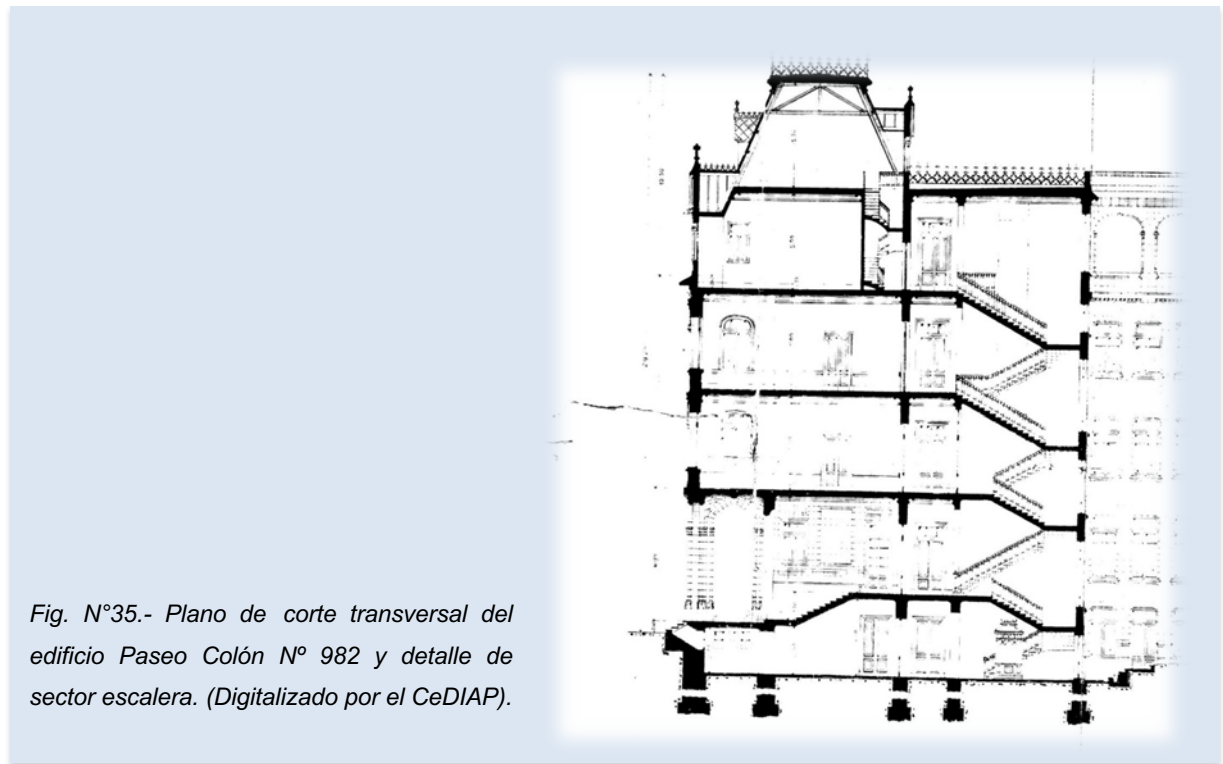 Fig. N°35.- Plano de corte transversal del
edificio Paseo Colón Nº 982 y detalle de
sector escalera. (Digitalizado por el CeDIAP).